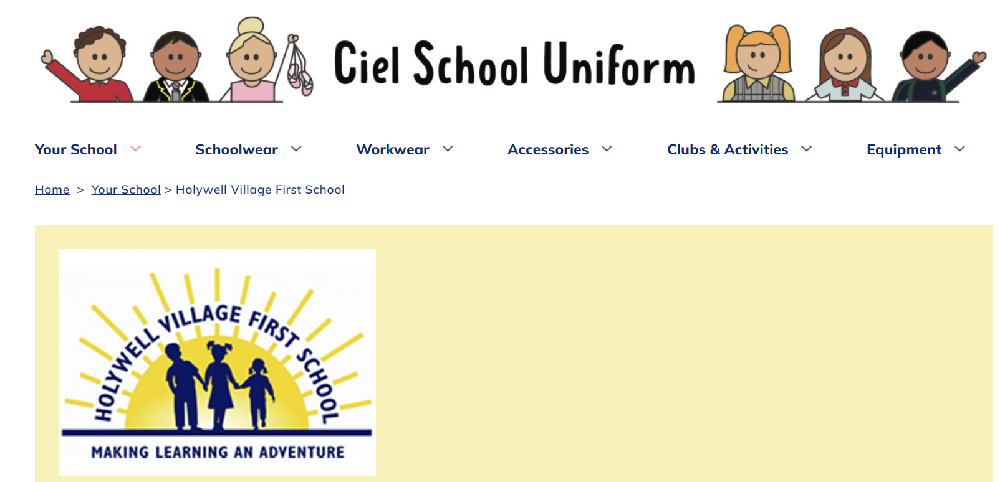 Ciel School Uniform
Your School
Schoolwear
Workwear
Accessories
Clubs & Activities
Equipment
Home > Your School > Holywell Village First School
HOLYWELL VILLAGE FIRST SCHOOL
MAKING LEARNING AN ADVENTURE